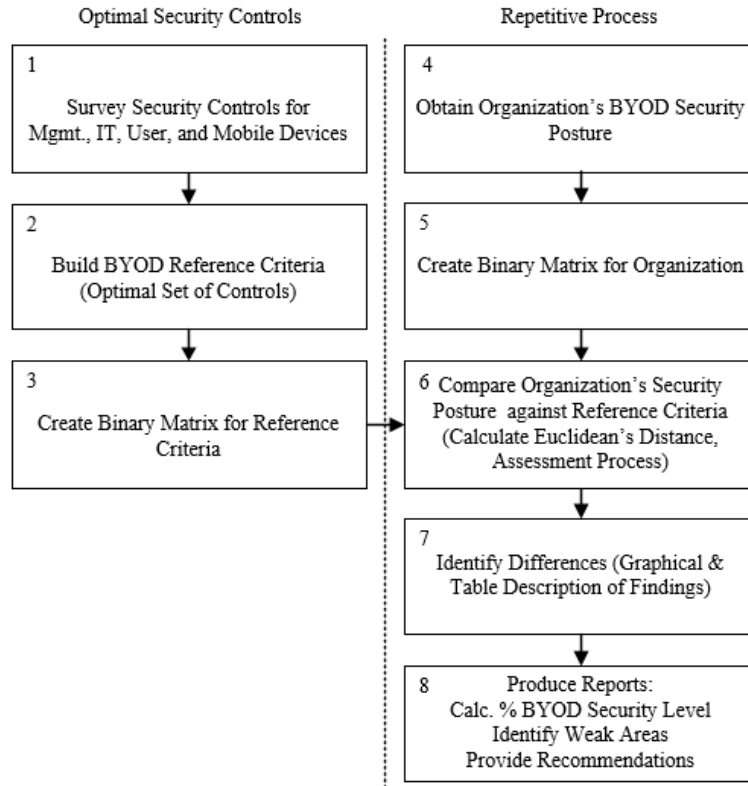 Optimal Security Controls
1
Survey Security Controls for
Mgmt., IT, User, and Mobile Devices
2
Build BYOD Reference Criteria
(Optimal Set of Controls)
3
Create Binary Matrix for Reference
Criteria
Repetitive Process
4
Obtain Organization’s BYOD Security
Posture
5
Create Binary Matrix for Organization
6
Compare Organization’s Security
Posture against Reference Criteria
(Calculate Euclidean’s Distance,
Assessment Process)
7
Identify Differences (Graphical &
Table Description of Findings)
8
Produce Reports:
Calc. % BYOD Security Level
Identify Weak Areas
Provide Recommendations